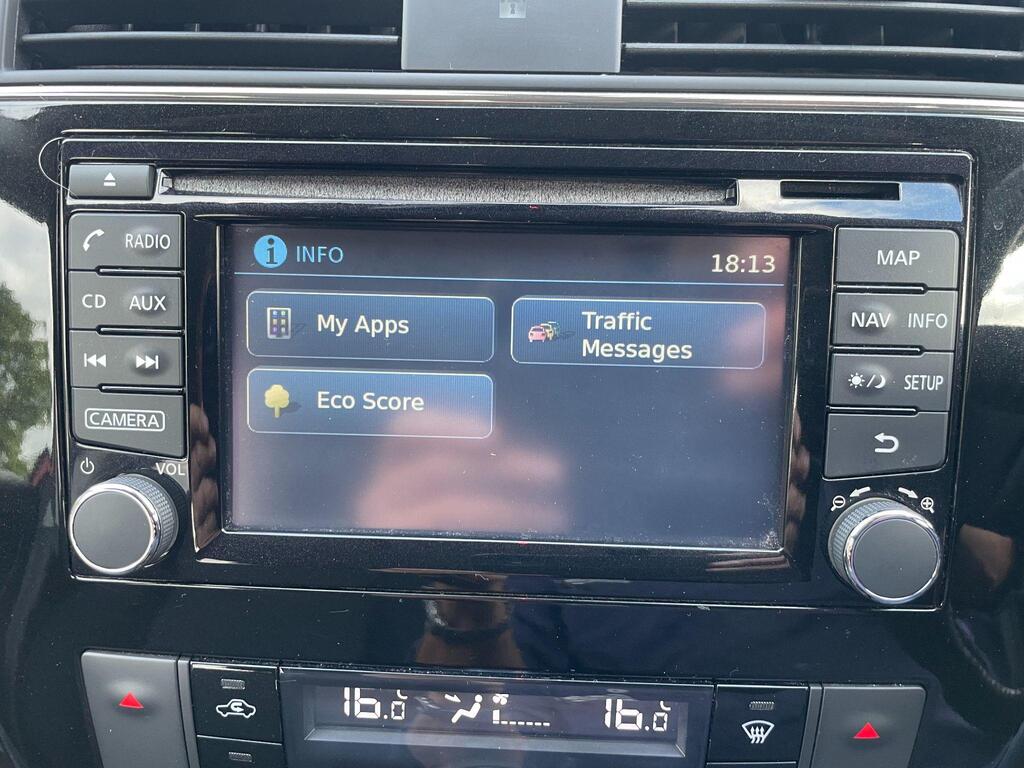 RADIO
CD AUX
CAMERA
VOL
INFO
18:13
My Apps
Traffic
Messages
Eco Score
MAP
NAV INFO
SETUP
16.0
16.0